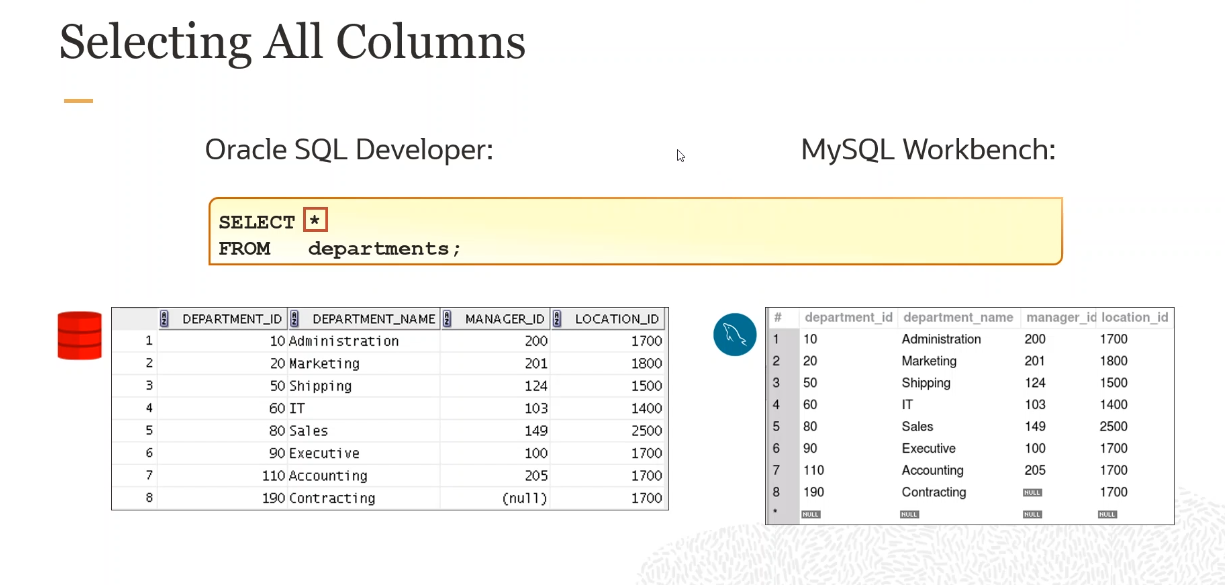 Selecting All Columns
Oracle SQL Developer: MySQL Workbench:
SELECT *
FROM departments;
DEPARTMENT_ID DEPARTMENT_NAME MANAGER_ID LOCATION_ID
1 10 Administration 200 1700
2 20 Marketing 201 1800
3 50 Shipping 124 1500
4 60 IT 103 1400
5 80 Sales 149 2500
6 90 Executive 100 1700
7 110 Accounting 205 1700
8 190 Contracting (null) 1700
# department_id department_name manager_id location_id
1 10 Administration 200 1700
2 20 Marketing 201 1800
3 50 Shipping 124 1500
4 60 IT 103 1400
5 80 Sales 149 2500
6 90 Executive 100 1700
7 110 Accounting 205 1700
8 190 Contracting NULL 1700
* NULL NULL NULL NULL